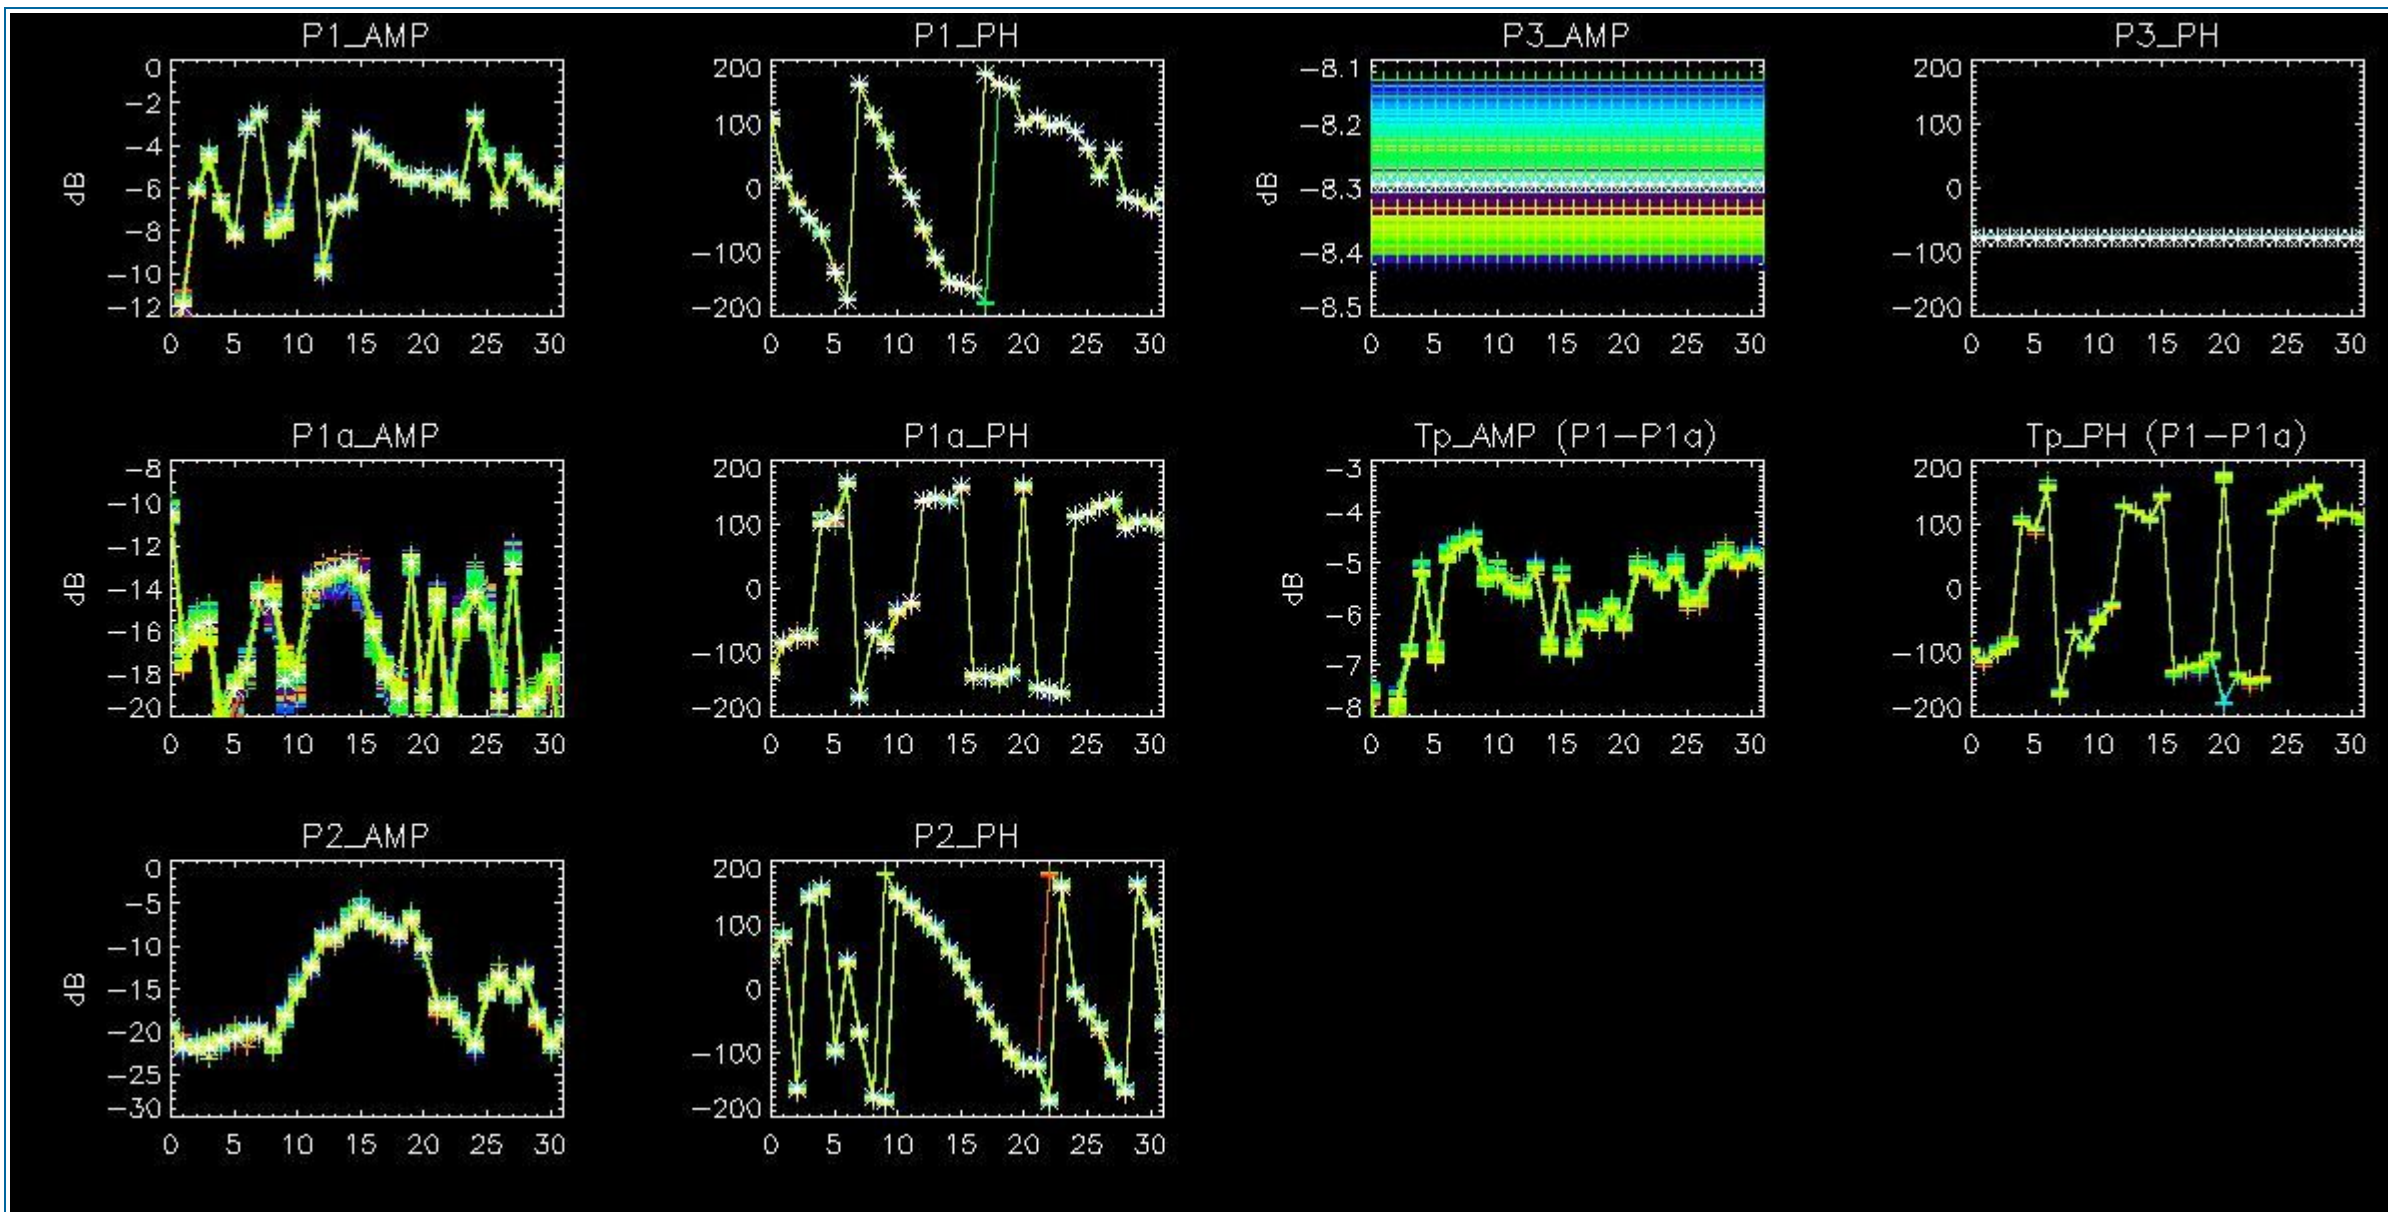 P1_AMP P1_PH P3_AMP P3_PH
0 200 -8.1 200
-2 100 -8.2 100
-4 0 -8.3 0
-6 -100 -8.4 -100
-8 -200 -8.5 -200
-10
-12
dB dB
0 5 10 15 20 25 30 0 5 10 15 20 25 30 0 5 10 15 20 25 30 0 5 10 15 20 25 30
P1a_AMP P1a_PH Tp_AMP (P1-P1a) Tp_PH (P1-P1a)
-8 200 -3 200
-10 100 -4 100
-12 0 -5 0
-14 -100 -6 -100
-16 -200 -7 -200
-18 -8
-20
dB dB
0 5 10 15 20 25 30 0 5 10 15 20 25 30 0 5 10 15 20 25 30 0 5 10 15 20 25 30
P2_AMP P2_PH
0 200
-5 100
-10 0
-15 -100
-20 -200
-25
-30
dB
0 5 10 15 20 25 30 0 5 10 15 20 25 30